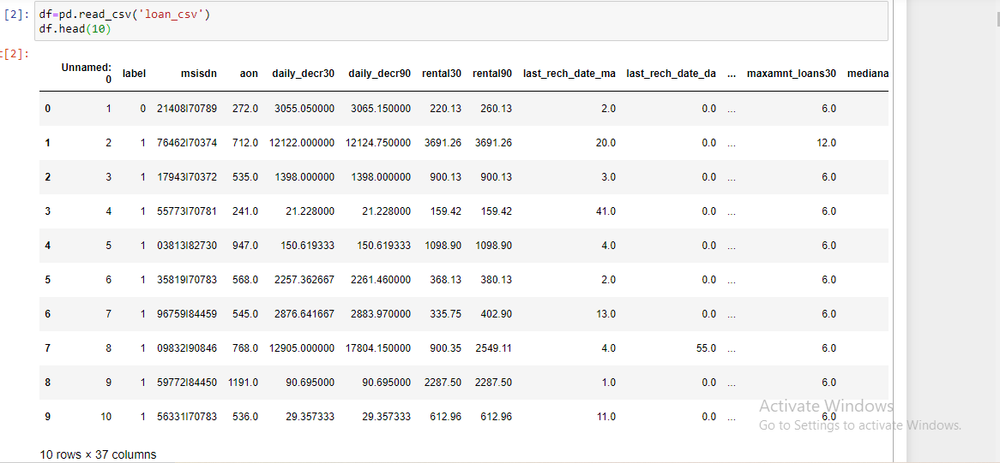 [2]: df=pd.read_csv('loan_csv')
df.head(10)
[2]:
Unnamed: 0 label msisdn aon daily_decr30 daily_decr90 rental30 rental90 last_rech_date_ma last_rech_date_da ... maxamnt_loans30 mediana
0 1 0 21408I70789 272.0 3055.050000 3065.150000 220.13 260.13 2.0 0.0 ... 6.0
1 2 1 76462I70374 712.0 12122.000000 12124.750000 3691.26 3691.26 20.0 0.0 ... 12.0
2 3 1 17943I70372 535.0 1398.000000 1398.000000 900.13 900.13 3.0 0.0 ... 6.0
3 4 1 55773I70781 241.0 21.228000 21.228000 159.42 159.42 41.0 0.0 ... 6.0
4 5 1 03813I82730 947.0 150.619333 150.619333 1098.90 1098.90 4.0 0.0 ... 6.0
5 6 1 35819I70783 568.0 2257.362667 2261.460000 368.13 380.13 2.0 0.0 ... 6.0
6 7 1 96759I84459 545.0 2876.641667 2883.970000 335.75 402.90 13.0 0.0 ... 6.0
7 8 1 09832I90846 768.0 12905.000000 17804.150000 900.35 2549.11 4.0 55.0 ... 6.0
8 9 1 59772I84450 1191.0 90.695000 90.695000 2287.50 2287.50 1.0 0.0 ... 6.0
Activate Windows
9 10 1 56331I70783 536.0 29.357333 29.357333 612.96 612.96 11.0 0.0 ... 6.0
Go to Settings to activate Windows.
10 rows × 37 columns